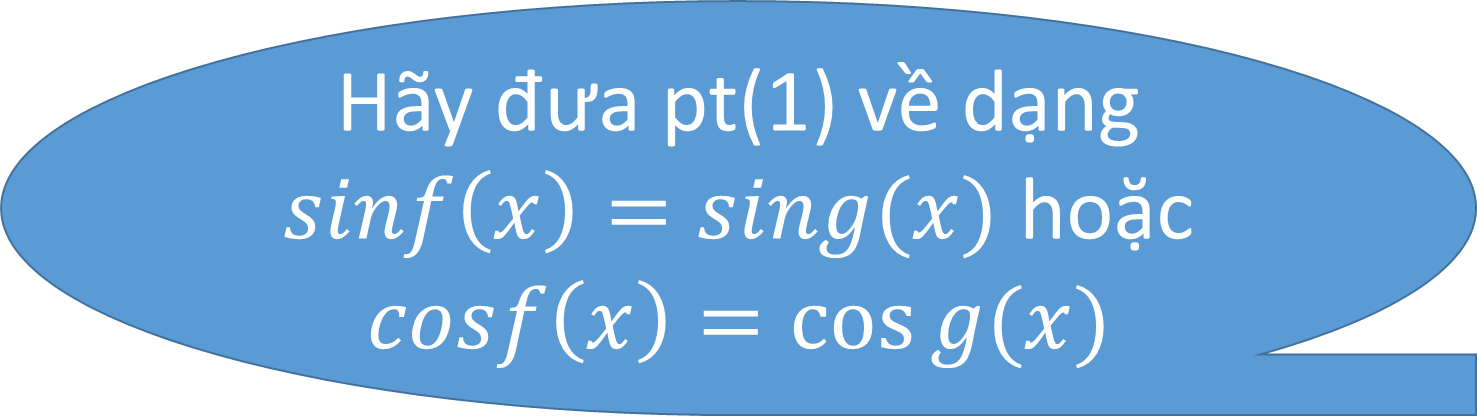 Hãy đưa pt(1) về dạng
sinf(x) = sing(x) hoặc
cosf(x) = cos g(x)